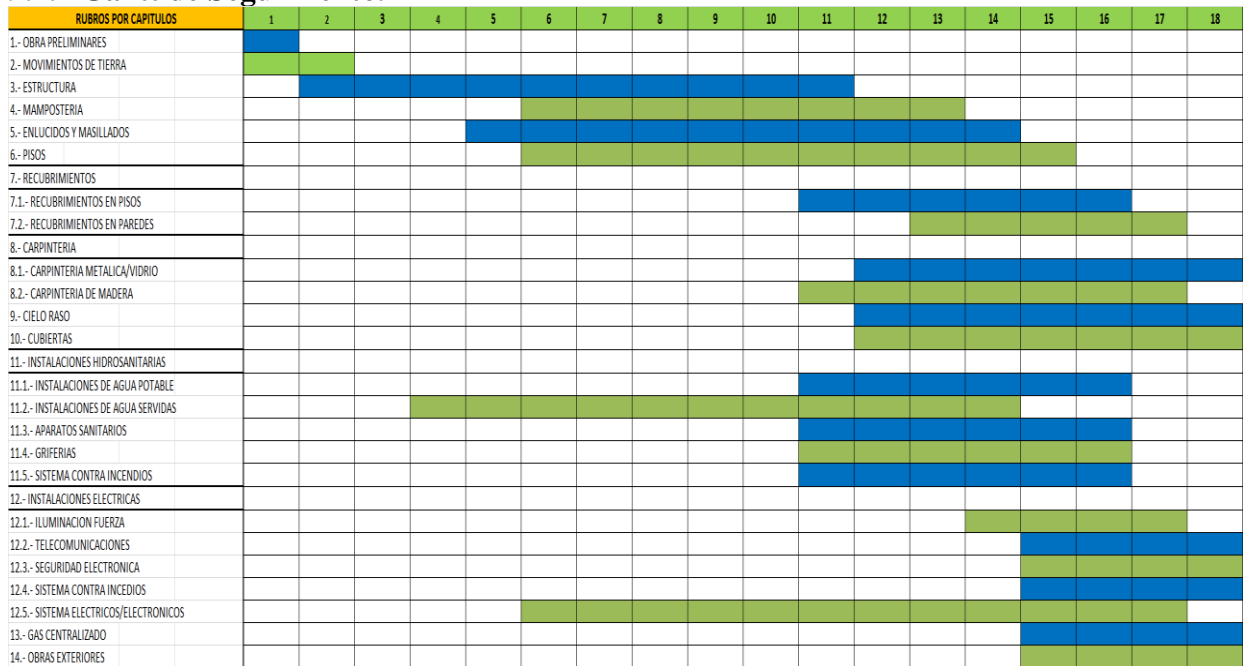 RUBROS POR CAPITULOS 1 2 3 4 5 6 7 8 9 10 11 12 13 14 15 16 17 18
1.- OBRA PRELIMINARES
2.- MOVIMIENTOS DE TIERRA
3.- ESTRUCTURA
4.- MAMPOSTERIA
5.- ENLUCIDOS Y MASILLADOS
6.- PISOS
7.- RECUBRIMIENTOS
7.1.- RECUBRIMIENTOS EN PISOS
7.2.- RECUBRIMIENTOS EN PAREDES
8.- CARPINTERIA
8.1.- CARPINTERIA METALICA/VIDRIO
8.2.- CARPINTERIA DE MADERA
9.- CIELO RASO
10.- CUBIERTAS
11.- INSTALACIONES HIDROSANITARIAS
11.1.- INSTALACIONES DE AGUA POTABLE
11.2.- INSTALACIONES DE AGUA SERVIDAS
11.3.- APARATOS SANITARIOS
11.4.- GRIFERIAS
11.5.- SISTEMA CONTRA INCENDIOS
12.- INSTALACIONES ELECTRICAS
12.1.- ILUMINACION FUERZA
12.2.- TELECOMUNICACIONES
12.3.- SEGURIDAD ELECTRONICA
12.4.- SISTEMA CONTRA INCEDIOS
12.5.- SISTEMA ELECTRICOS/ELECTRONICOS
13.- GAS CENTRALIZADO
14.- OBRAS EXTERIORES